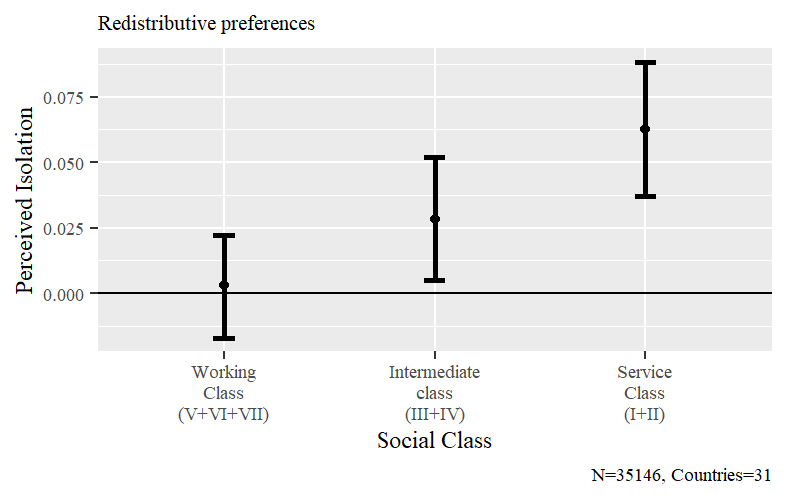 Redistributive preferences
Perceived Isolation
0.075
0.050
0.025
0.000
Working
Class
(V+VI+VII)
Intermediate
class
(III+IV)
Service
Class
(I+II)
Social Class
N=35146, Countries=31